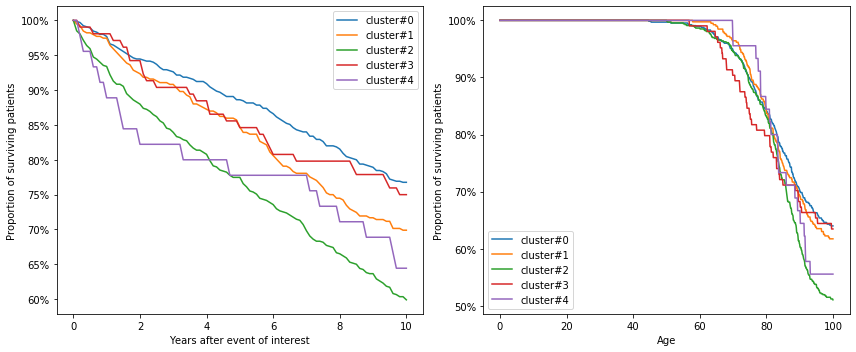 100%
95%
90%
85%
80%
75%
70%
65%
60%
Proportion of surviving patients
0
2
4
6
8
10
Years after event of interest
cluster#0
cluster#1
cluster#2
cluster#3
cluster#4
100%
90%
80%
70%
60%
50%
Proportion of surviving patients
0
20
40
60
80
100
Age
cluster#0
cluster#1
cluster#2
cluster#3
cluster#4